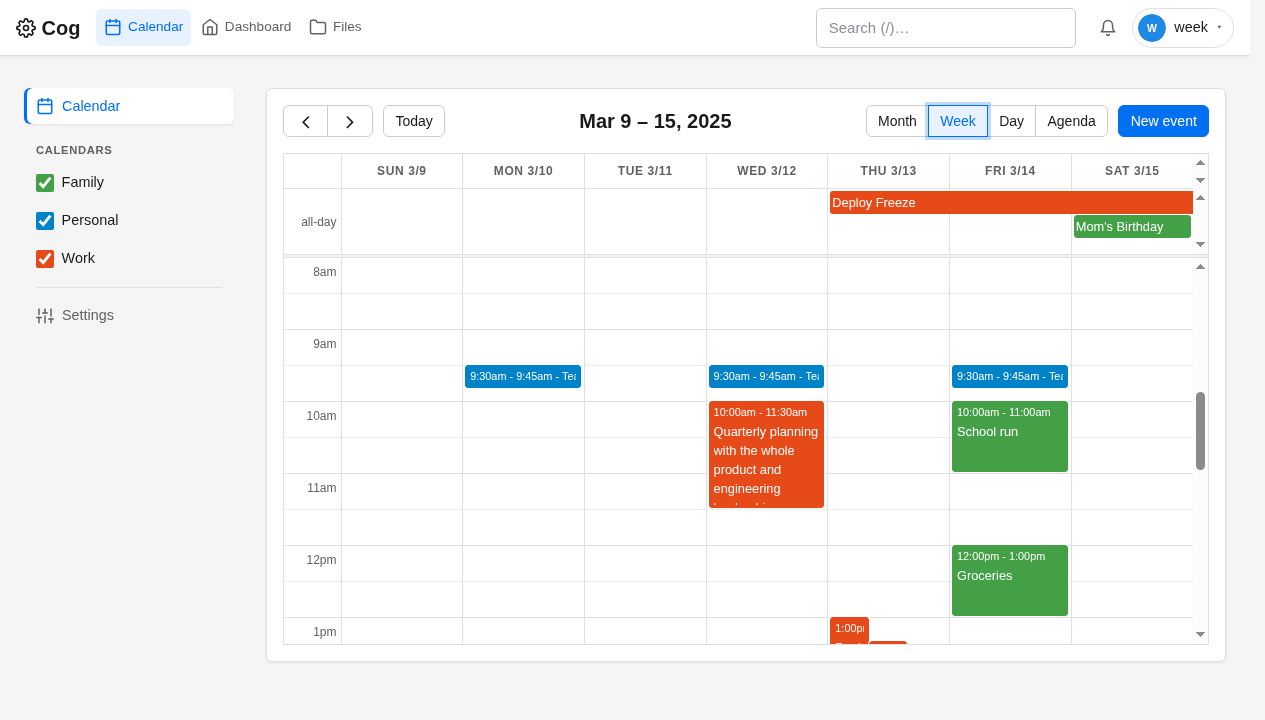 Cog
Calendar
Dashboard
Files
Search (/)…
W
week
Calendar
CALENDARS
Family
Personal
Work
Settings
Today
Mar 9 – 15, 2025
Month
Week
Day
Agenda
New event
SUN 3/9
MON 3/10
TUE 3/11
WED 3/12
THU 3/13
FRI 3/14
SAT 3/15
all-day
Deploy Freeze
Mom's Birthday
8am
9am
9:30am - 9:45am - Tea
9:30am - 9:45am - Tea
9:30am - 9:45am - Tea
10am
10:00am - 11:30am
Quarterly planning
with the whole
product and
engineering
10:00am - 11:00am
School run
11am
12pm
12:00pm - 1:00pm
Groceries
1pm
1:00p